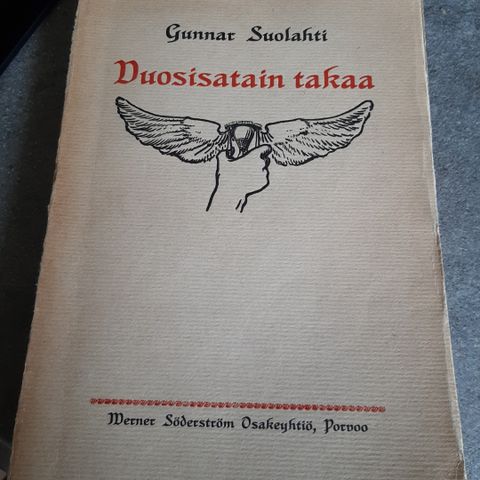 Gunnar Suolahti
Vuosisatain takaa
Werner Söderström Osakeyhtiö, Porvoo